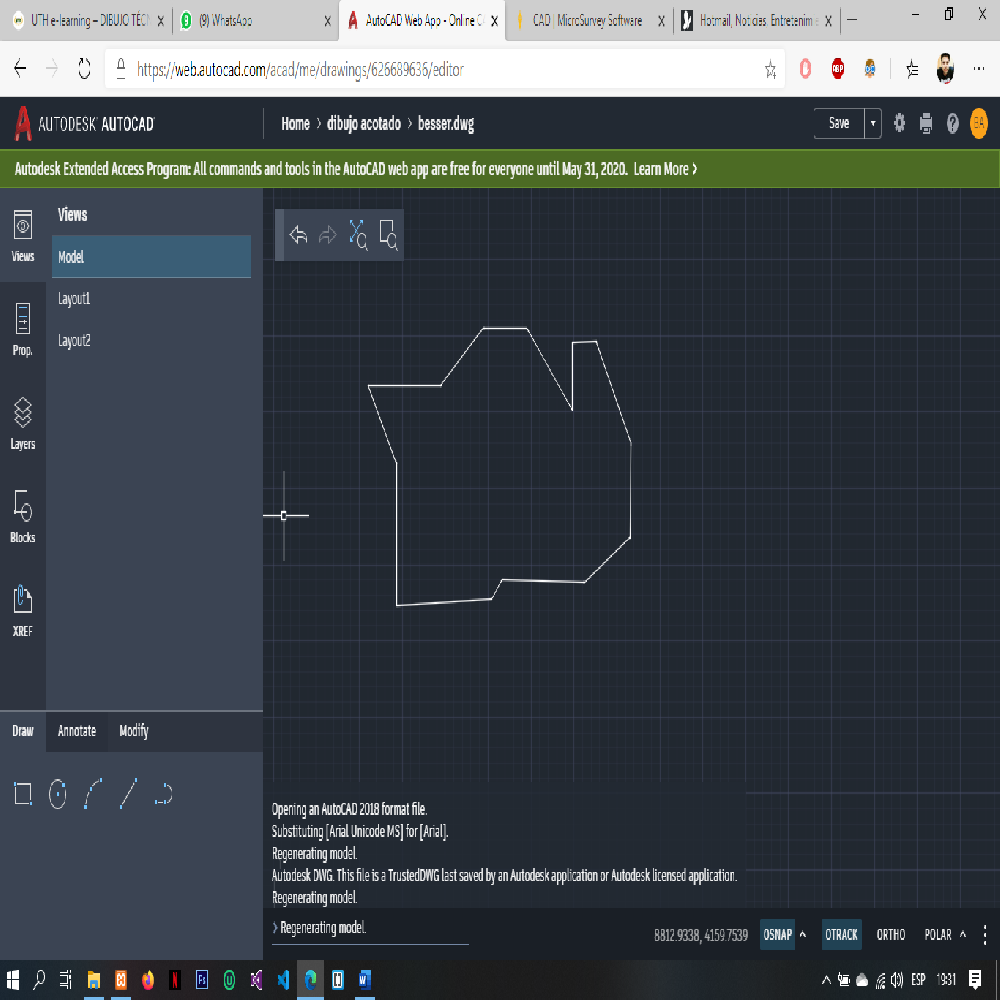 UTH e-learning – DIBUJO TÉCN
(9) WhatsApp
AutoCAD Web App - Online C
CAD | MicroSurvey Software
Hotmail, Noticias, Entretenim e
https://web.autocad.com/acad/me/drawings/626689636/editor
ABP
AUTODESK® AUTOCAD®
Home > dibujo acotado > besser.dwg
Save
BA
Autodesk Extended Access Program: All commands and tools in the AutoCAD web app are free for everyone until May 31, 2020. Learn More >
Views
Views
Model
Layout1
Layout2
Prop.
Layers
Blocks
XREF
Draw
Annotate
Modify
Opening an AutoCAD 2018 format file.
Substituting [Arial Unicode MS] for [Arial].
Regenerating model.
Autodesk DWG. This file is a TrustedDWG last saved by an Autodesk application or Autodesk licensed application.
Regenerating model.
> Regenerating model.
8812.9338, 4159.7539
OSNAP
OTRACK
ORTHO
POLAR
ESP
19:31